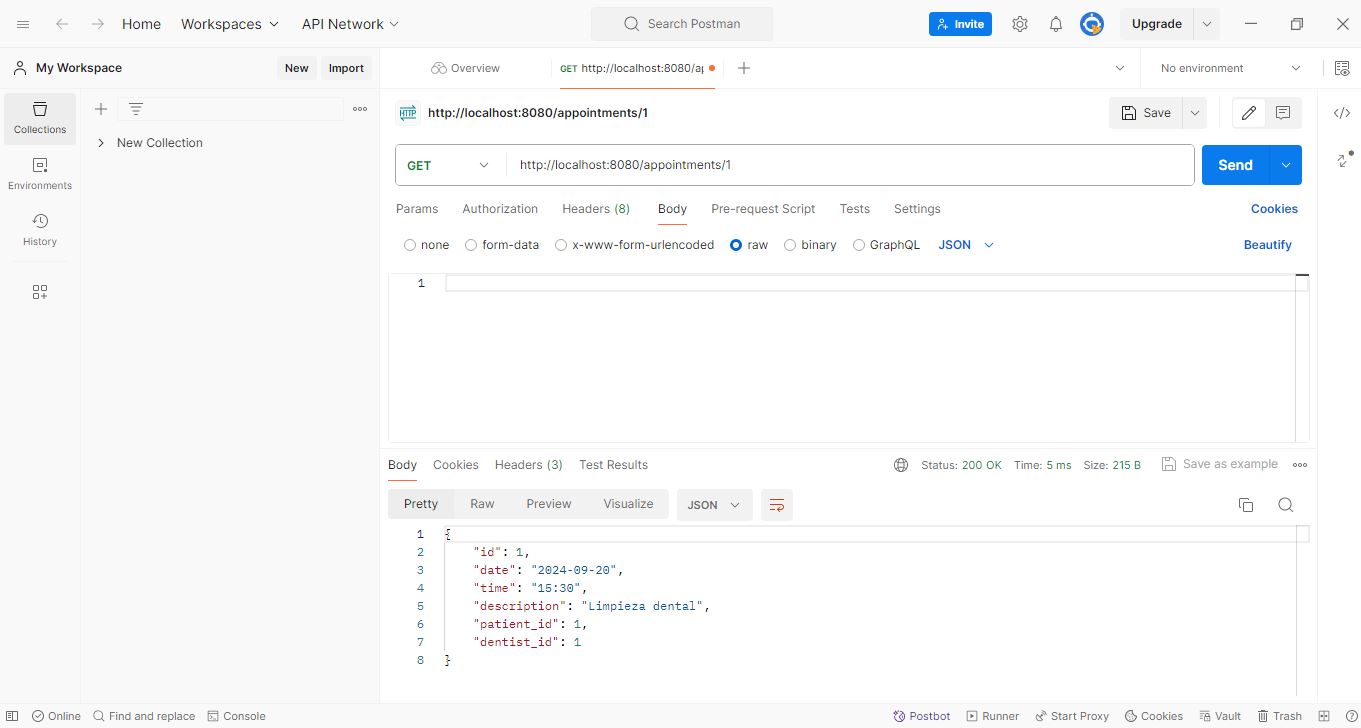 Home Workspaces API Network Search Postman Invite Upgrade
My Workspace New Import Overview GET http://localhost:8080/ap No environment
Collections
Environments
History
New Collection
HTTP http://localhost:8080/appointments/1 Save
GET http://localhost:8080/appointments/1 Send
Params Authorization Headers (8) Body Pre-request Script Tests Settings Cookies
none form-data x-www-form-urlencoded raw binary GraphQL JSON Beautify
1
Body Cookies Headers (3) Test Results Status: 200 OK Time: 5 ms Size: 215 B Save as example
Pretty Raw Preview Visualize JSON
1 {
2 "id": 1,
3 "date": "2024-09-20",
4 "time": "15:30",
5 "description": "Limpieza dental",
6 "patient_id": 1,
7 "dentist_id": 1
8 }
Online Find and replace Console Postbot Runner Start Proxy Cookies Vault Trash